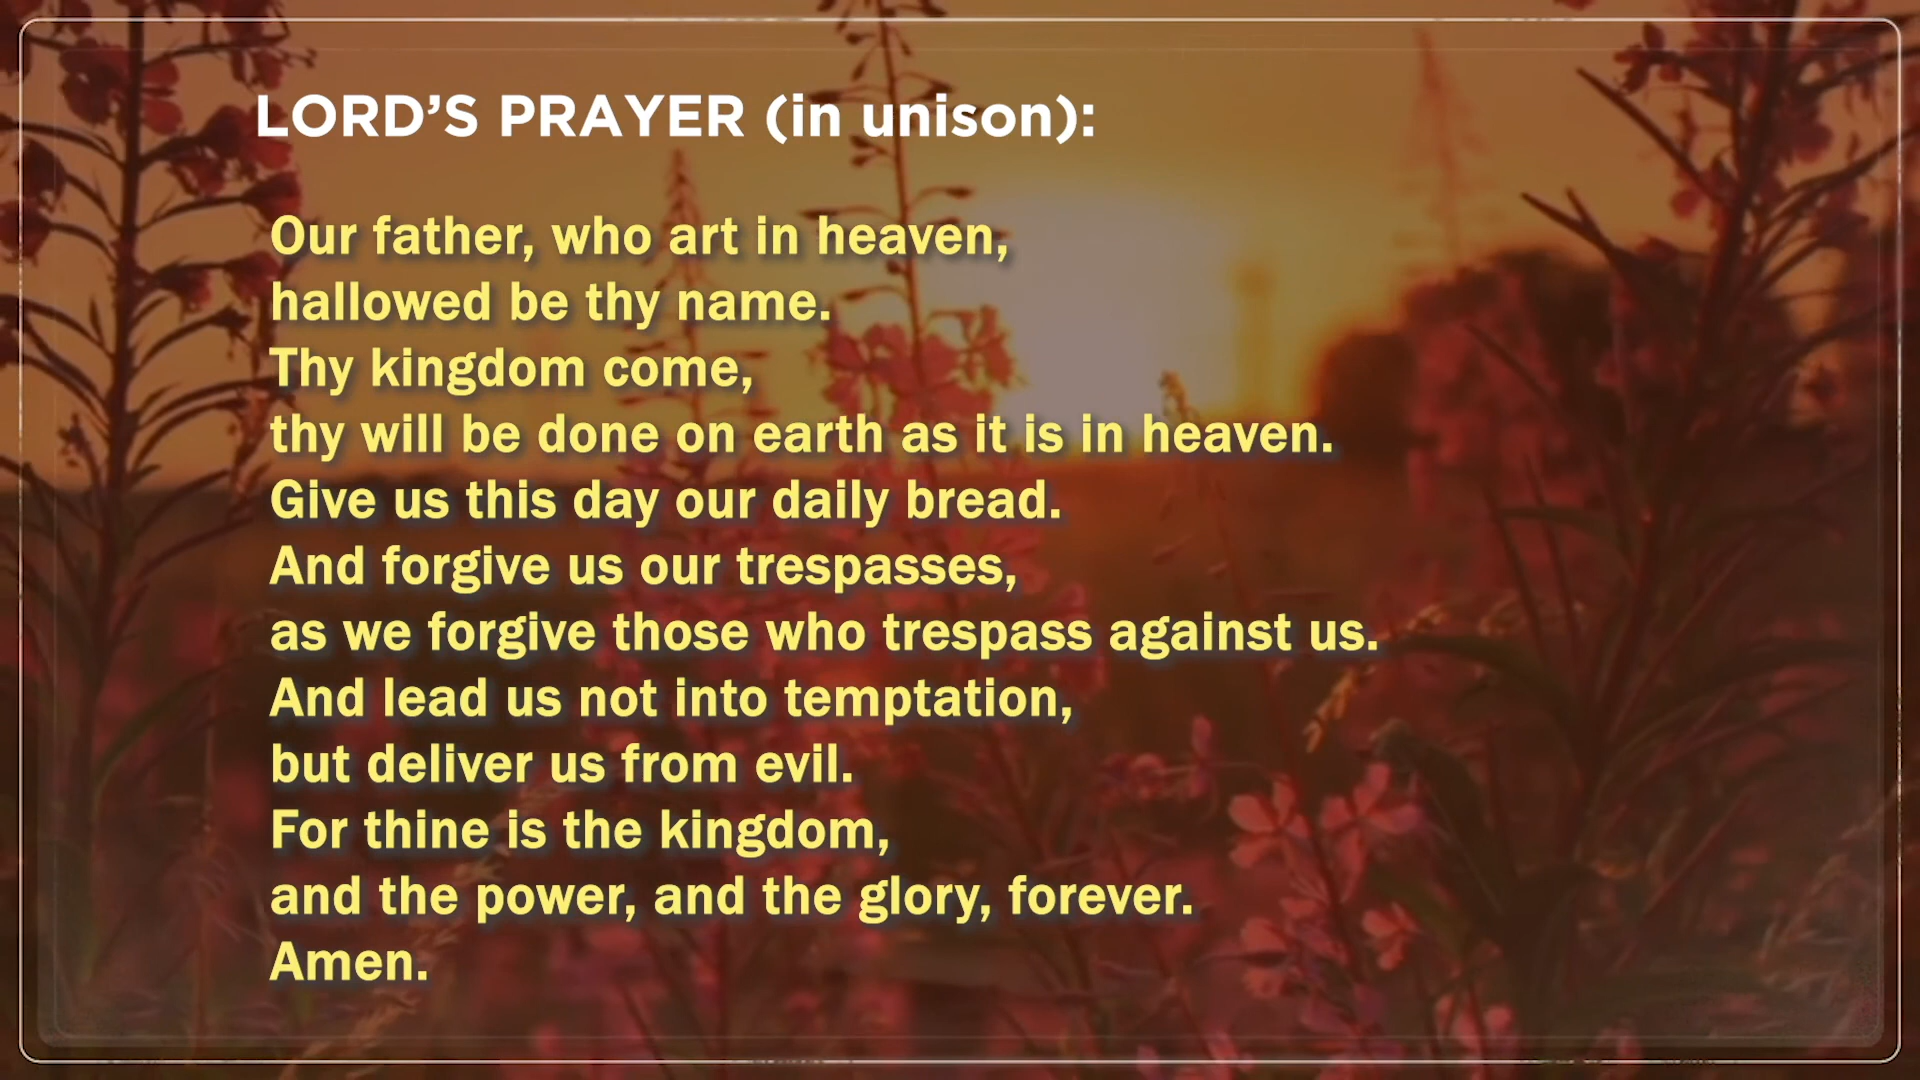 LORD’S PRAYER (in unison):
Our father, who art in heaven,
hallowed be thy name.
Thy kingdom come,
thy will be done on earth as it is in heaven.
Give us this day our daily bread.
And forgive us our trespasses,
as we forgive those who trespass against us.
And lead us not into temptation,
but deliver us from evil.
For thine is the kingdom,
and the power, and the glory, forever.
Amen.